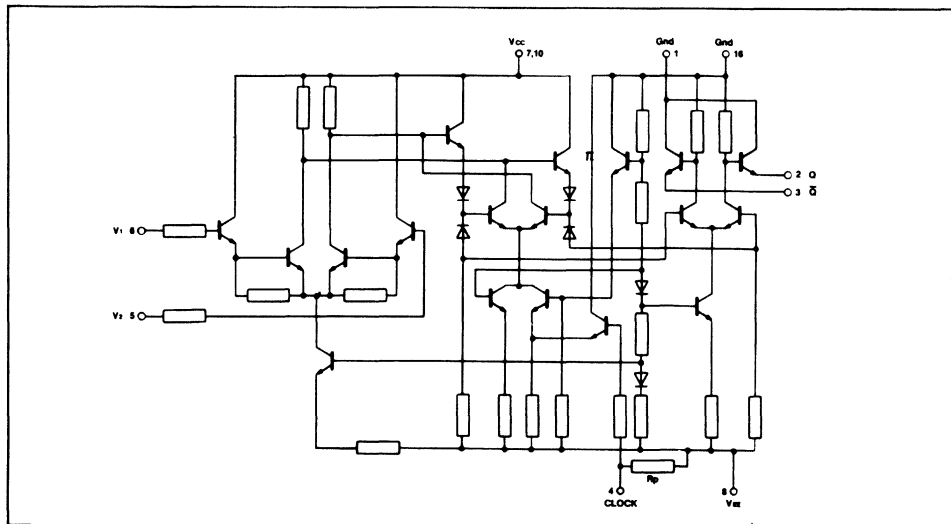 Vcc
7,10
Gnd
1
Gnd
16
2 Q
3 Q̅
V1 6
V2 5
Rp
4
CLOCK
8
VEE